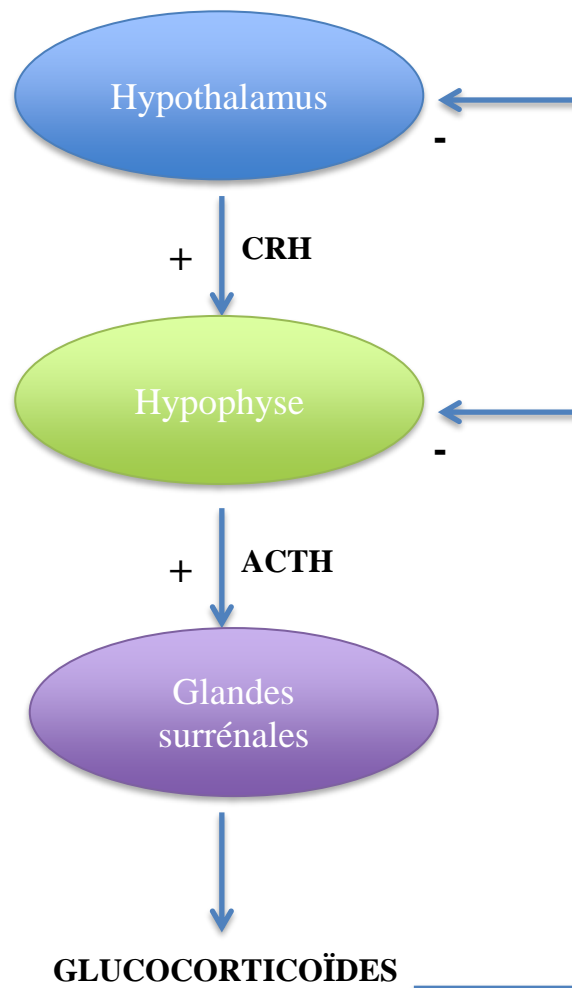 Hypothalamus
-
+ CRH
Hypophyse
-
+ ACTH
Glandes
surrénales
GLUCOCORTICOÏDES